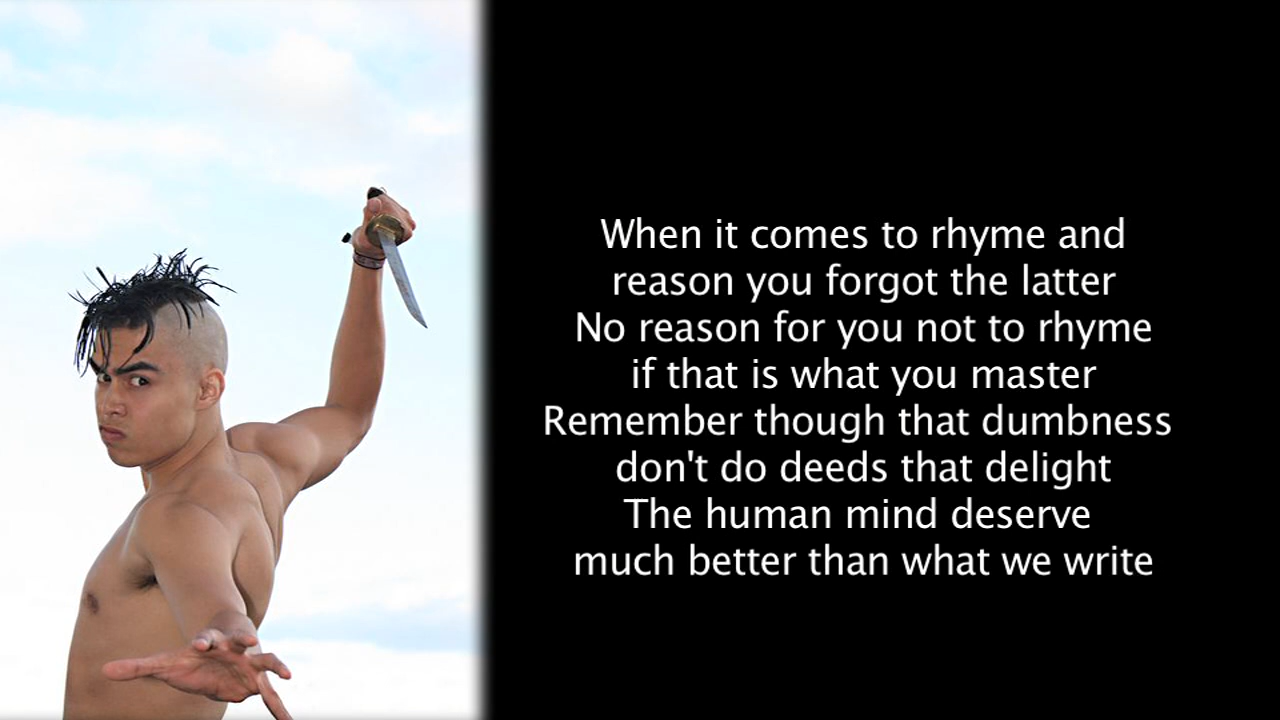 When it comes to rhyme and
reason you forgot the latter
No reason for you not to rhyme
if that is what you master
Remember though that dumbness
don't do deeds that delight
The human mind deserve
much better than what we write